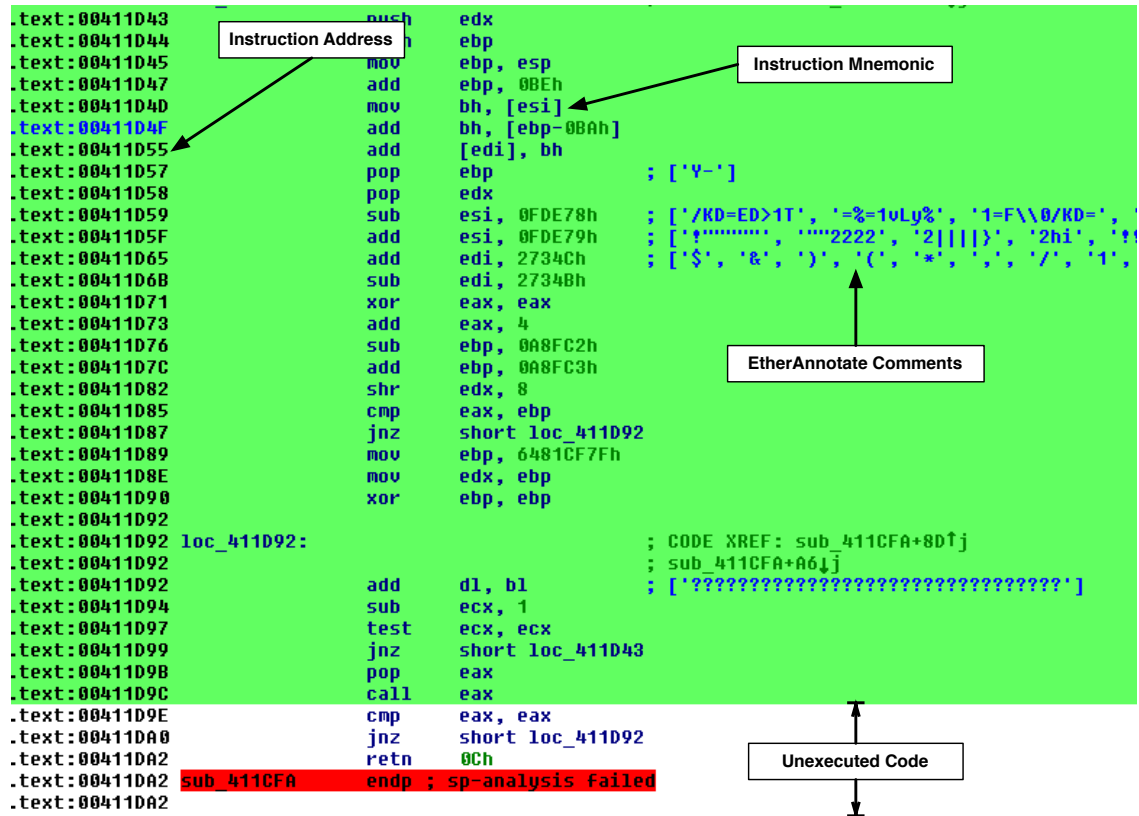 .text:00411D43 push edx
.text:00411D44 ebp
Instruction Address
.text:00411D45 mov ebp, esp
Instruction Mnemonic
.text:00411D47 add ebp, 0BEh
.text:00411D4D mov bh, [esi]
.text:00411D4F add bh, [ebp-0BAh]
.text:00411D55 add [edi], bh
.text:00411D57 pop ebp ; ['Y-']
.text:00411D58 pop edx
.text:00411D59 sub esi, 0FDE78h ; ['/KD=ED>1T', '=%=1vLy%', '1=F\\0/KD=', '
.text:00411D5F add esi, 0FDE79h ; ['!"""""', '""2222', '2||||}', '2hi', '!!
.text:00411D65 add edi, 2734Ch ; ['$', '&', ')', '(', '*', ',', '/', '1',
.text:00411D6B sub edi, 2734Bh
.text:00411D71 xor eax, eax
.text:00411D73 add eax, 4
.text:00411D76 sub ebp, 0A8FC2h
.text:00411D7C add ebp, 0A8FC3h
EtherAnnotate Comments
.text:00411D82 shr edx, 8
.text:00411D85 cmp eax, ebp
.text:00411D87 jnz short loc_411D92
.text:00411D89 mov ebp, 6481CF7Fh
.text:00411D8E mov edx, ebp
.text:00411D90 xor ebp, ebp
.text:00411D92
.text:00411D92 loc_411D92: ; CODE XREF: sub_411CFA+8D↑j
.text:00411D92 ; sub_411CFA+A6↓j
.text:00411D92 add dl, bl ; ['????????????????????????????????']
.text:00411D94 sub ecx, 1
.text:00411D97 test ecx, ecx
.text:00411D99 jnz short loc_411D43
.text:00411D9B pop eax
.text:00411D9C call eax
.text:00411D9E cmp eax, eax
.text:00411DA0 jnz short loc_411D92
.text:00411DA2 retn 0Ch
Unexecuted Code
.text:00411DA2 sub_411CFA endp ; sp-analysis failed
.text:00411DA2